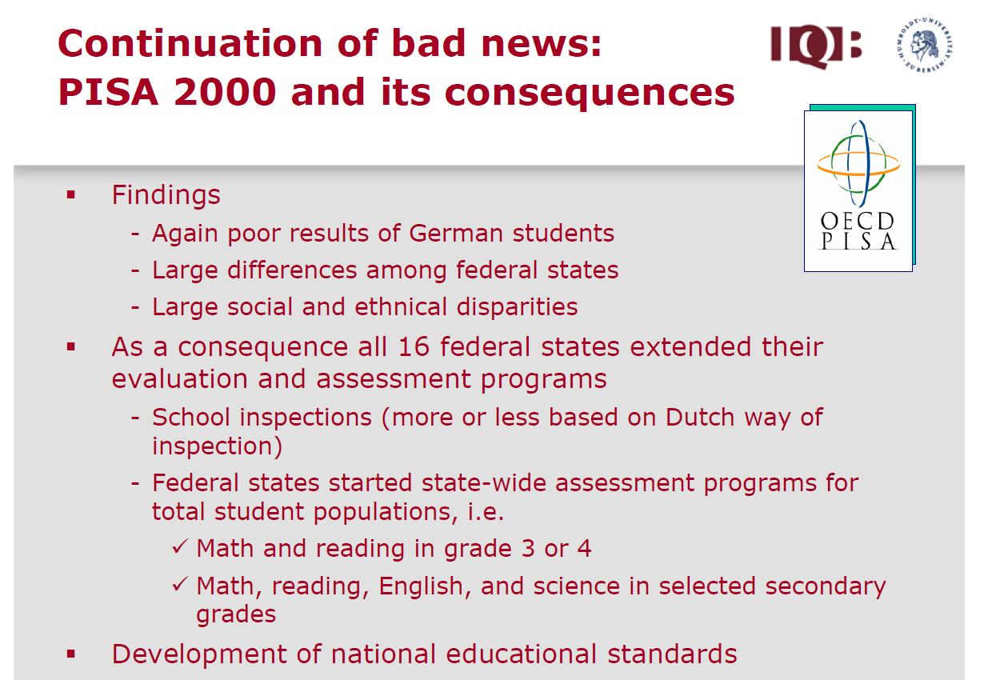 Continuation of bad news:
PISA 2000 and its consequences
IQB
HUMBOLDT-UNIVERSITÄT ZU BERLIN
OECD
PISA
▪ Findings
- Again poor results of German students
- Large differences among federal states
- Large social and ethnical disparities
▪ As a consequence all 16 federal states extended their
evaluation and assessment programs
- School inspections (more or less based on Dutch way of
inspection)
- Federal states started state-wide assessment programs for
total student populations, i.e.
✓ Math and reading in grade 3 or 4
✓ Math, reading, English, and science in selected secondary
grades
▪ Development of national educational standards